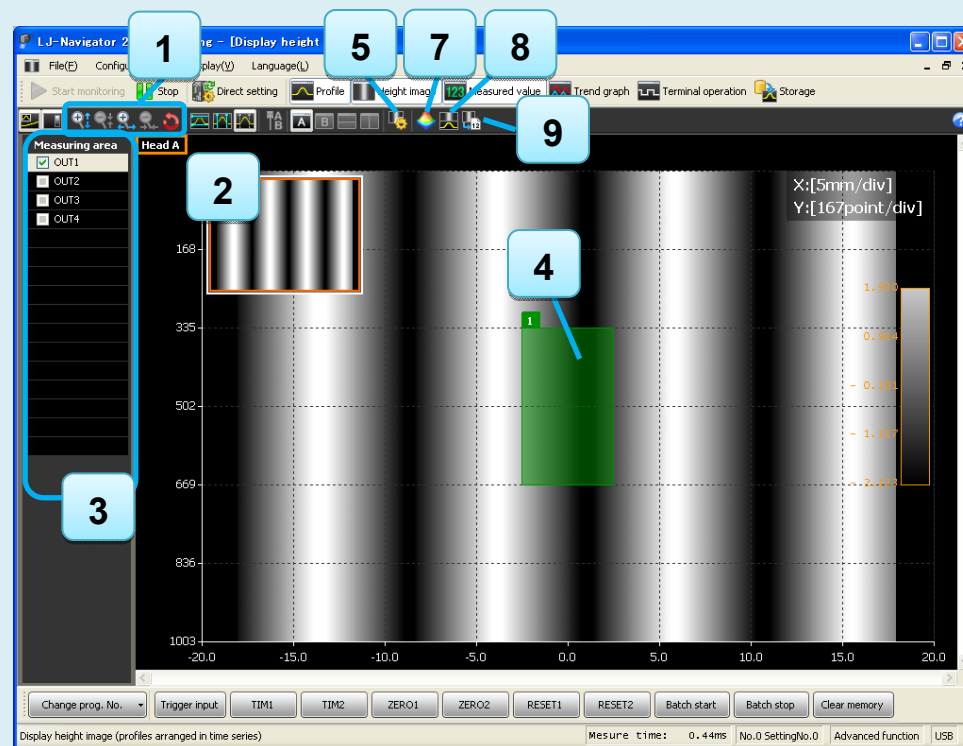 1
5
7
8
9
2
4
3
LJ-Navigator 2 ng - [Display height
File(F) Configu play(V) Language(L)
Start monitoring Stop Direct setting Profile Height image 123 Measured value Trend graph Terminal operation Storage
A B A B 12 ?
Measuring area
OUT1
OUT2
OUT3
OUT4
Head A
X:[5mm/div]
Y:[167point/div]
168
335
502
669
836
1003
1
-20.0 -15.0 -10.0 -5.0 0.0 5.0 10.0 15.0 20.0
Change prog. No. Trigger input TIM1 TIM2 ZERO1 ZERO2 RESET1 RESET2 Batch start Batch stop Clear memory
Display height image (profiles arranged in time series) Mesure time: 0.44ms No.0 SettingNo.0 Advanced function USB